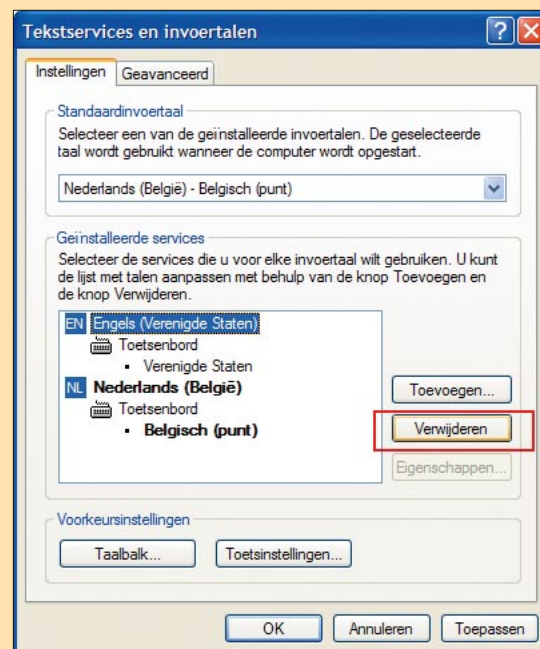 Tekstservices en invoertalen
Instellingen
Geavanceerd
Standaardinvoertaal
Selecteer een van de geïnstalleerde invoertalen. De geselecteerde
taal wordt gebruikt wanneer de computer wordt opgestart.
Nederlands (België) - Belgisch (punt)
Geïnstalleerde services
Selecteer de services die u voor elke invoertaal wilt gebruiken. U kunt
de lijst met talen aanpassen met behulp van de knop Toevoegen en
de knop Verwijderen.
EN Engels (Verenigde Staten)
Toetsenbord
• Verenigde Staten
NL Nederlands (België)
Toetsenbord
• Belgisch (punt)
Toevoegen...
Verwijderen
Eigenschappen...
Voorkeursinstellingen
Taalbalk...
Toetsinstellingen...
OK
Annuleren
Toepassen